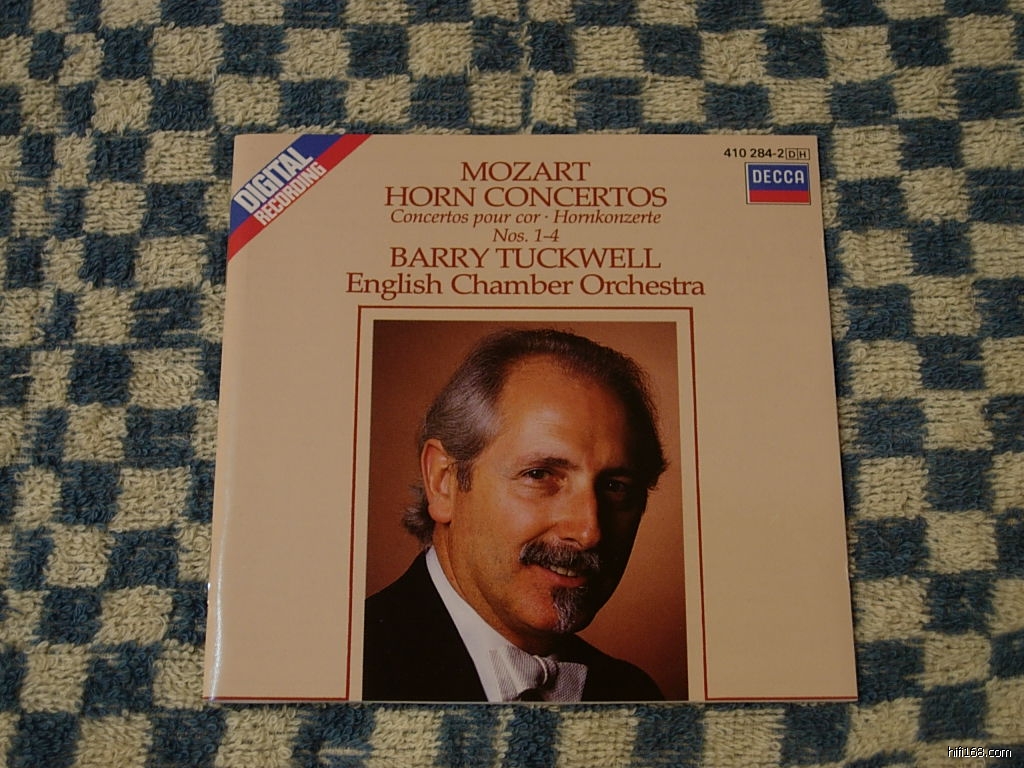 DIGITAL
RECORDING
410 284-2 DH
DECCA
MOZART
HORN CONCERTOS
Concertos pour cor · Hornkonzerte
Nos. 1-4
BARRY TUCKWELL
English Chamber Orchestra
hifi168.com